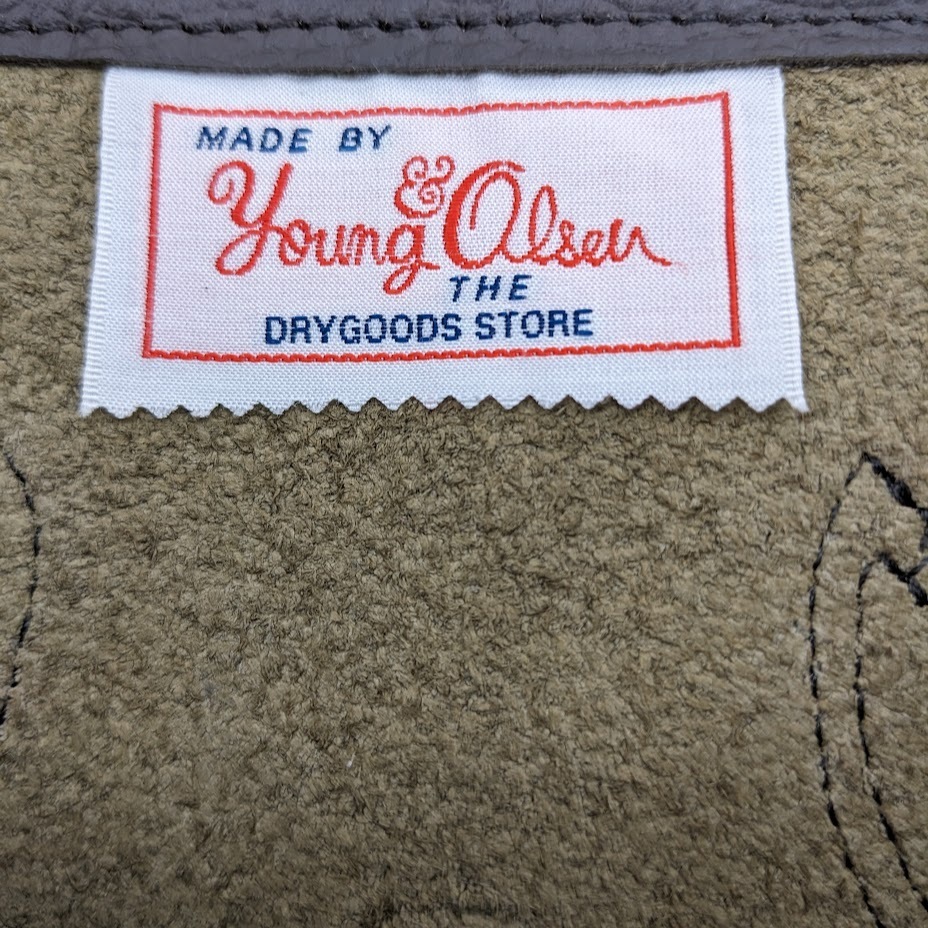 MADE BY
Young & Olsen
THE
DRYGOODS STORE